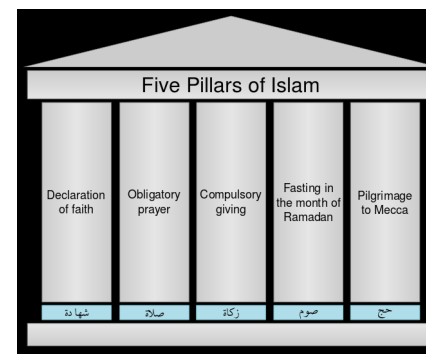 Five Pillars of Islam
Declaration
of faith
Obligatory
prayer
Compulsory
giving
Fasting in
the month of
Ramadan
Pilgrimage
to Mecca
شهادة
صلاة
زكاة
صوم
حج